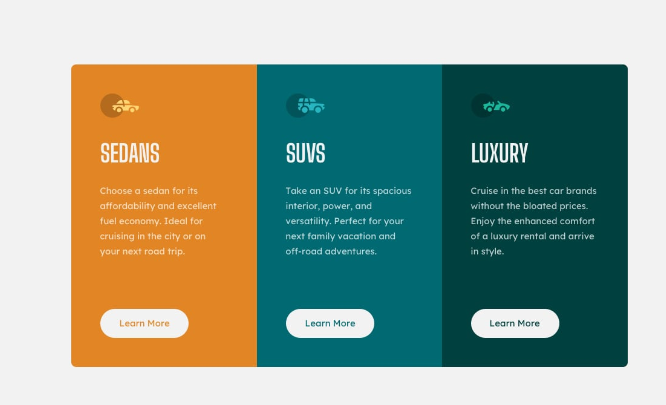 SEDANS
Choose a sedan for its
affordability and excellent
fuel economy. Ideal for
cruising in the city or on
your next road trip.
Learn More
SUVS
Take an SUV for its spacious
interior, power, and
versatility. Perfect for your
next family vacation and
off-road adventures.
Learn More
LUXURY
Cruise in the best car brands
without the bloated prices.
Enjoy the enhanced comfort
of a luxury rental and arrive
in style.
Learn More